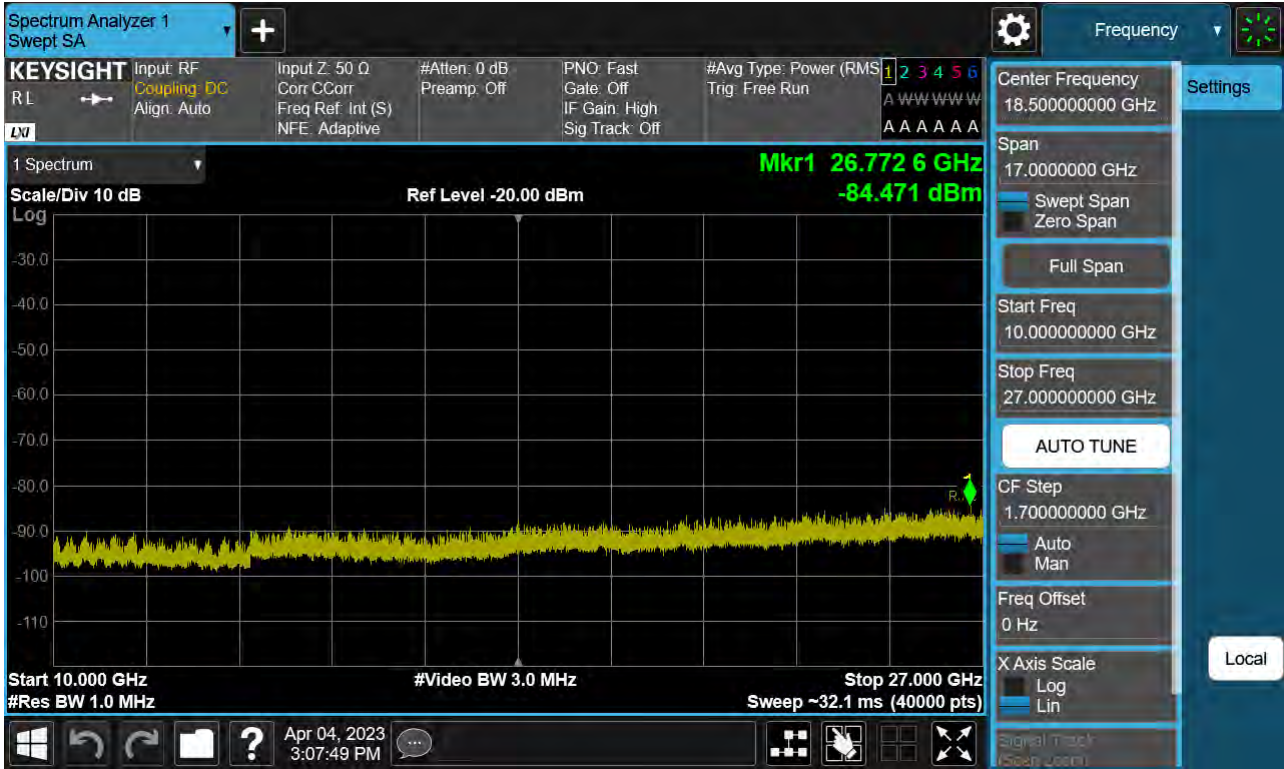 Spectrum Analyzer 1
Swept SA
Frequency
KEYSIGHT
RL
LXI
Input: RF
Coupling: DC
Align: Auto
Input Z: 50 Ω
Corr CCorr
Freq Ref: Int (S)
NFE: Adaptive
#Atten: 0 dB
Preamp: Off
PNO: Fast
Gate: Off
IF Gain: High
Sig Track: Off
#Avg Type: Power (RMS
Trig: Free Run
1 2 3 4 5 6
A W W W W W
A A A A A A
1 Spectrum
Scale/Div 10 dB
Log
Ref Level -20.00 dBm
Mkr1 26.772 6 GHz
-84.471 dBm
-30.0
-40.0
-50.0
-60.0
-70.0
-80.0
-90.0
-100
-110
1
Start 10.000 GHz
#Res BW 1.0 MHz
#Video BW 3.0 MHz
Stop 27.000 GHz
Sweep ~32.1 ms (40000 pts)
Center Frequency
18.500000000 GHz
Span
17.0000000 GHz
Swept Span
Zero Span
Full Span
Start Freq
10.000000000 GHz
Stop Freq
27.000000000 GHz
AUTO TUNE
CF Step
1.700000000 GHz
Auto
Man
Freq Offset
0 Hz
X Axis Scale
Log
Lin
Signal Track
(Span Zoom)
Settings
Local
?
Apr 04, 2023
3:07:49 PM